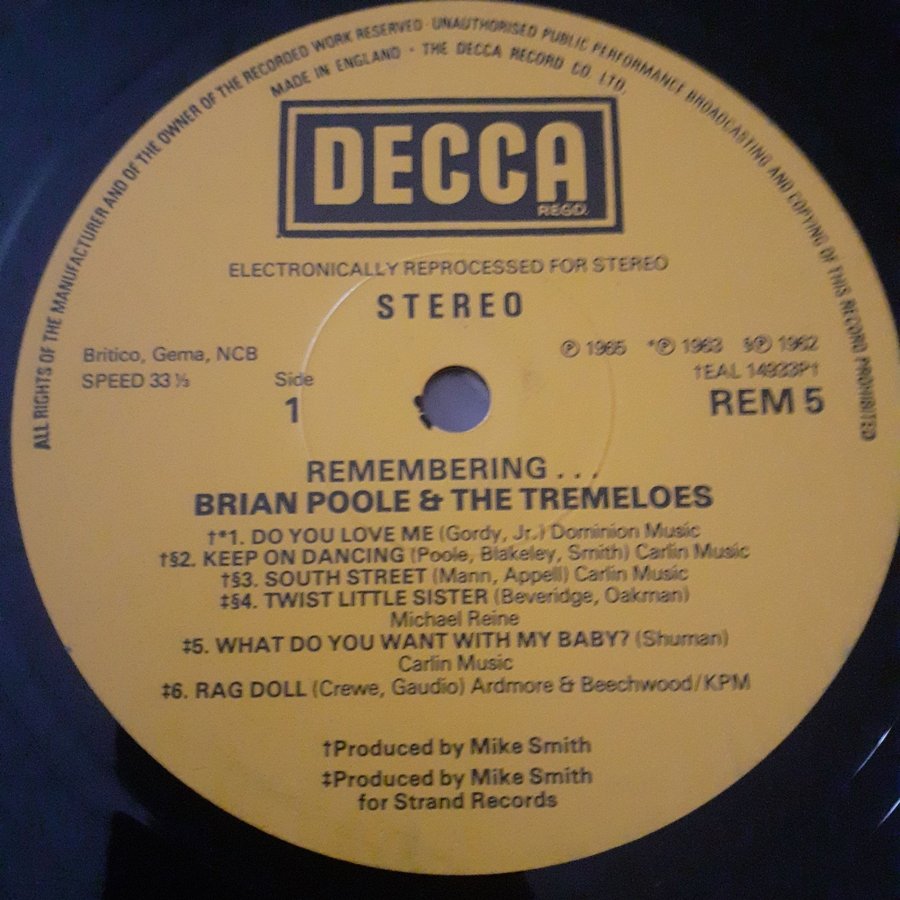 ALL RIGHTS OF THE MANUFACTURER AND OF THE OWNER OF THE RECORDED WORK RESERVED · UNAUTHORISED PUBLIC PERFORMANCE BROADCASTING AND COPYING OF THIS RECORD PROHIBITED
MADE IN ENGLAND · THE DECCA RECORD CO. LTD.
DECCA
REGD.
ELECTRONICALLY REPROCESSED FOR STEREO
STEREO
Britico, Gema, NCB ℗ 1965 *℗ 1963 §℗ 1962
SPEED 33⅓ Side †EAL 14933P†
1 REM 5
REMEMBERING...
BRIAN POOLE & THE TREMELOES
†*1. DO YOU LOVE ME (Gordy, Jr.) Dominion Music
†§2. KEEP ON DANCING (Poole, Blakeley, Smith) Carlin Music
†§3. SOUTH STREET (Mann, Appell) Carlin Music
‡§4. TWIST LITTLE SISTER (Beveridge, Oakman)
Michael Reine
‡5. WHAT DO YOU WANT WITH MY BABY? (Shuman)
Carlin Music
‡6. RAG DOLL (Crewe, Gaudio) Ardmore & Beechwood/KPM
†Produced by Mike Smith
‡Produced by Mike Smith
for Strand Records